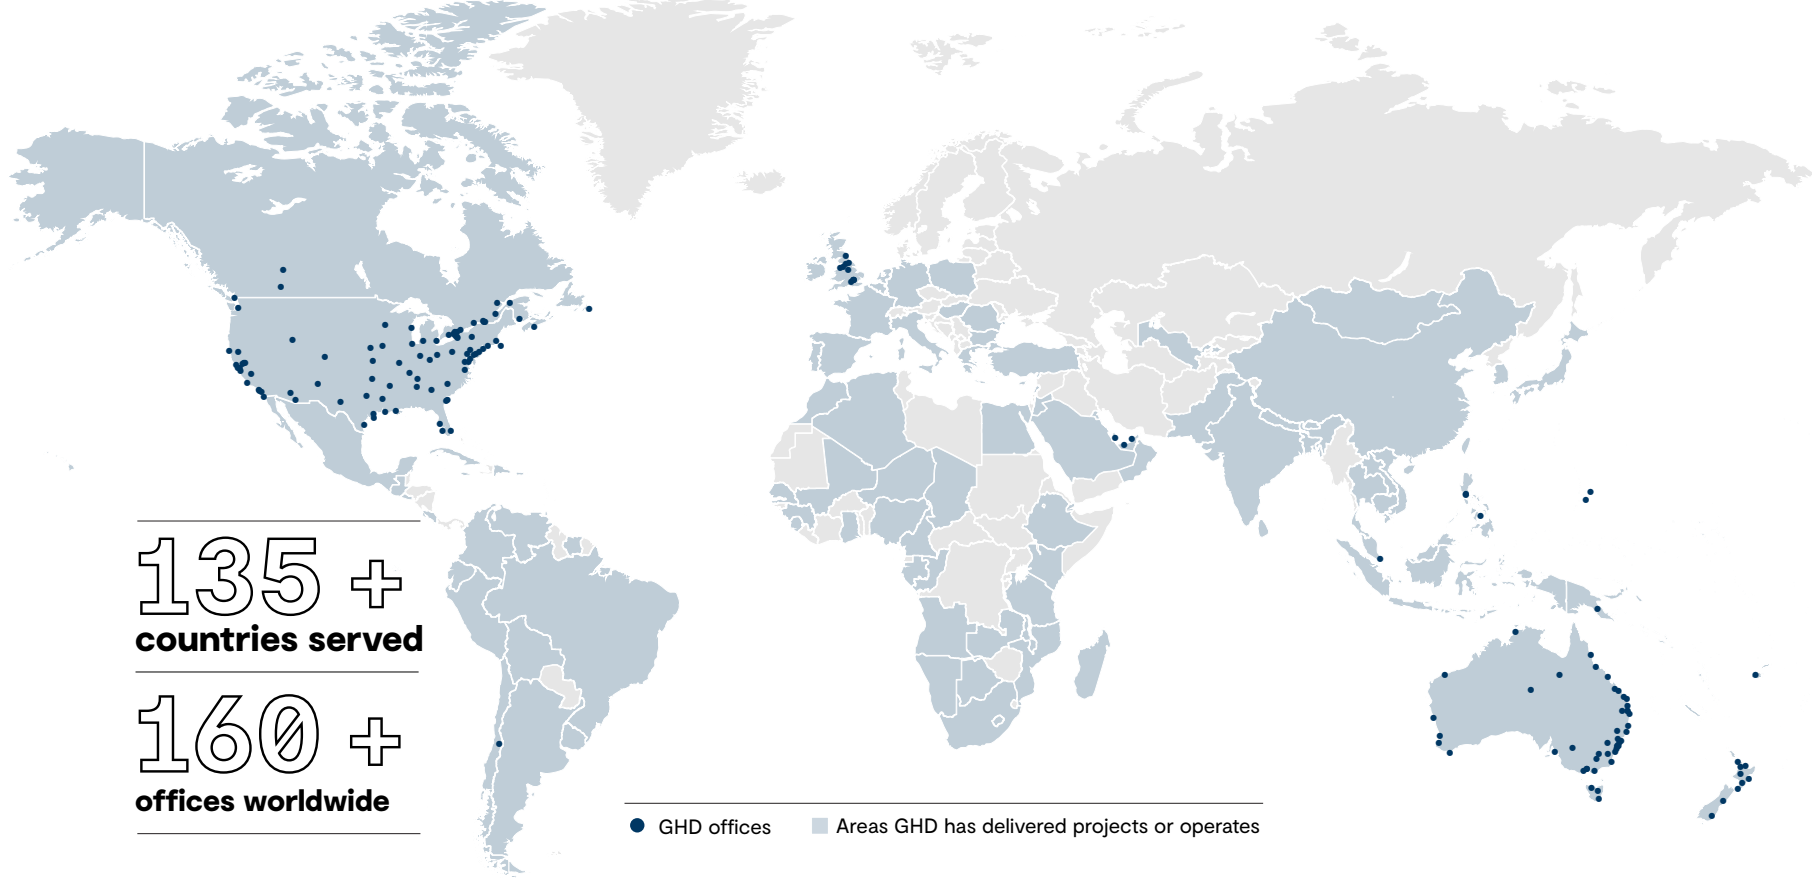 135 +
countries served
160 +
offices worldwide
GHD offices
Areas GHD has delivered projects or operates